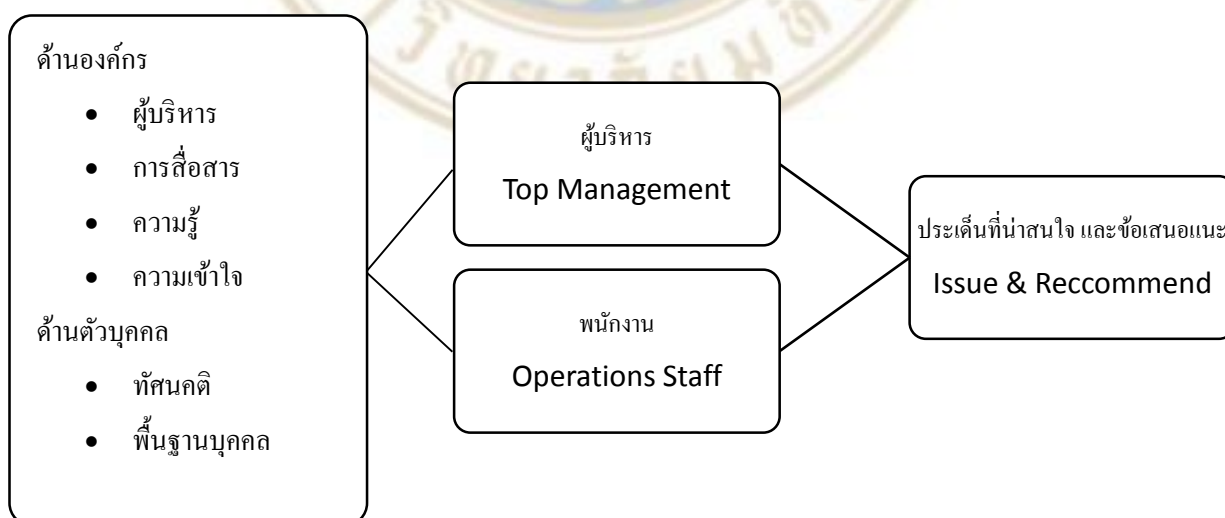 ด้านองค์กร
• ผู้บริหาร
• การสื่อสาร
• ความรู้
• ความเข้าใจ
ด้านตัวบุคคล
• ทัศนคติ
• พื้นฐานบุคคล
ผู้บริหาร
Top Management
พนักงาน
Operations Staff
ประเด็นที่น่าสนใจ และข้อเสนอแนะ
Issue & Reccommend